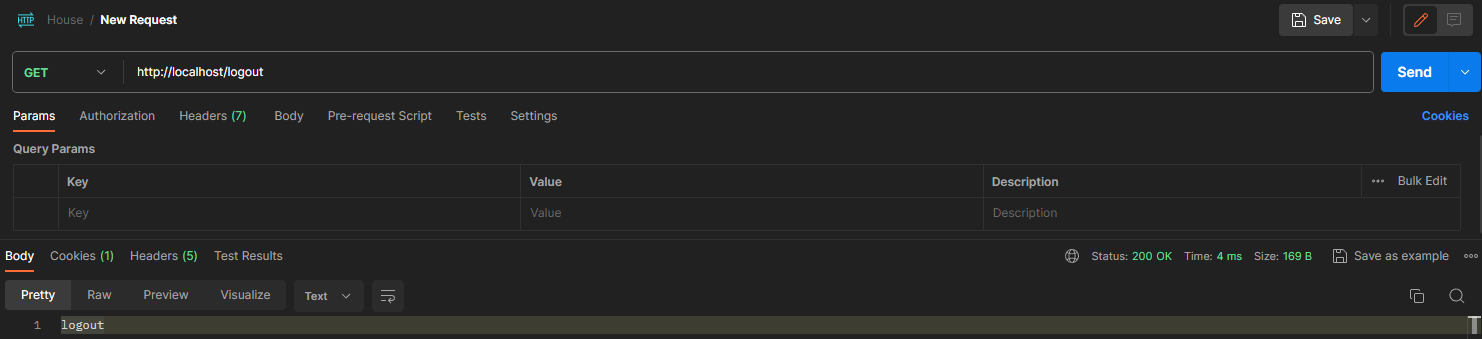 HTTP House / New Request Save
GET http://localhost/logout Send
Params Authorization Headers (7) Body Pre-request Script Tests Settings Cookies
Query Params
Key Value Description Bulk Edit
Key Value Description
Body Cookies (1) Headers (5) Test Results Status: 200 OK Time: 4 ms Size: 169 B Save as example
Pretty Raw Preview Visualize Text
1 logout